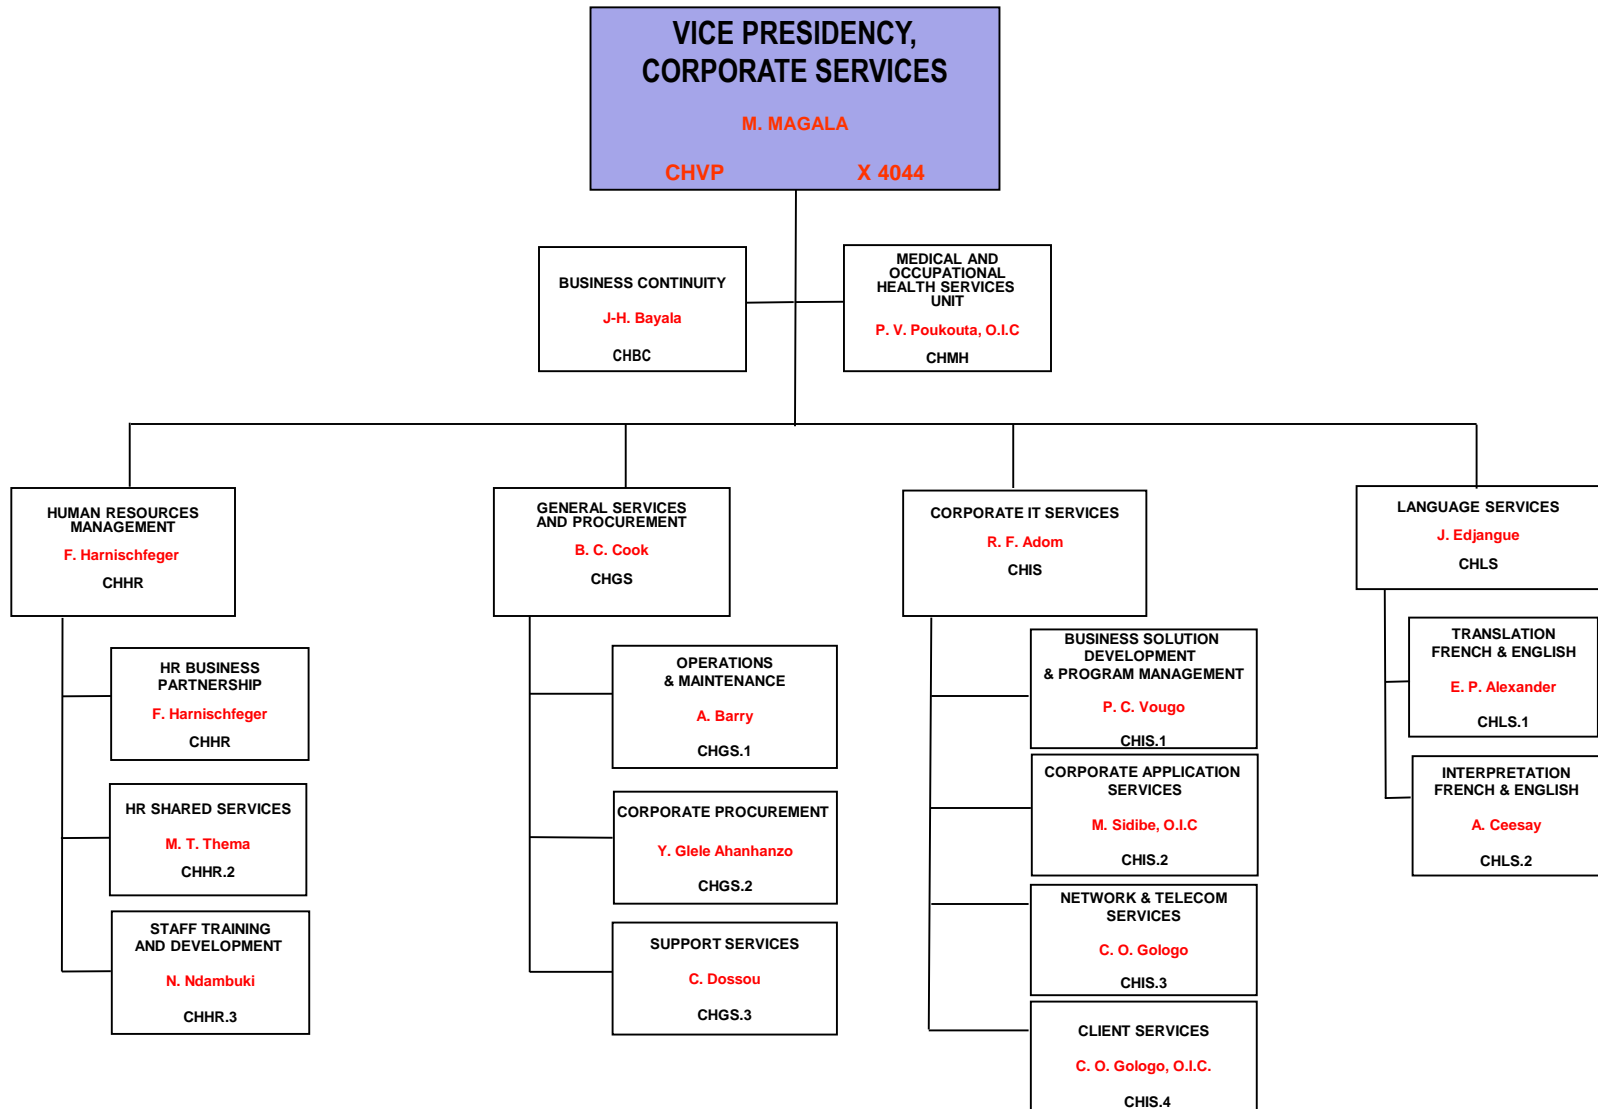 VICE PRESIDENCY,
CORPORATE SERVICES
M. MAGALA
CHVP X 4044
BUSINESS CONTINUITY
J-H. Bayala
CHBC
MEDICAL AND
OCCUPATIONAL
HEALTH SERVICES
UNIT
P. V. Poukouta, O.I.C
CHMH
HUMAN RESOURCES
MANAGEMENT
F. Harnischfeger
CHHR
GENERAL SERVICES
AND PROCUREMENT
B. C. Cook
CHGS
CORPORATE IT SERVICES
R. F. Adom
CHIS
LANGUAGE SERVICES
J. Edjangue
CHLS
HR BUSINESS
PARTNERSHIP
F. Harnischfeger
CHHR
HR SHARED SERVICES
M. T. Thema
CHHR.2
STAFF TRAINING
AND DEVELOPMENT
N. Ndambuki
CHHR.3
OPERATIONS
& MAINTENANCE
A. Barry
CHGS.1
CORPORATE PROCUREMENT
Y. Glele Ahanhanzo
CHGS.2
SUPPORT SERVICES
C. Dossou
CHGS.3
BUSINESS SOLUTION
DEVELOPMENT
& PROGRAM MANAGEMENT
P. C. Vougo
CHIS.1
CORPORATE APPLICATION
SERVICES
M. Sidibe, O.I.C
CHIS.2
NETWORK & TELECOM
SERVICES
C. O. Gologo
CHIS.3
CLIENT SERVICES
C. O. Gologo, O.I.C.
CHIS.4
TRANSLATION
FRENCH & ENGLISH
E. P. Alexander
CHLS.1
INTERPRETATION
FRENCH & ENGLISH
A. Ceesay
CHLS.2